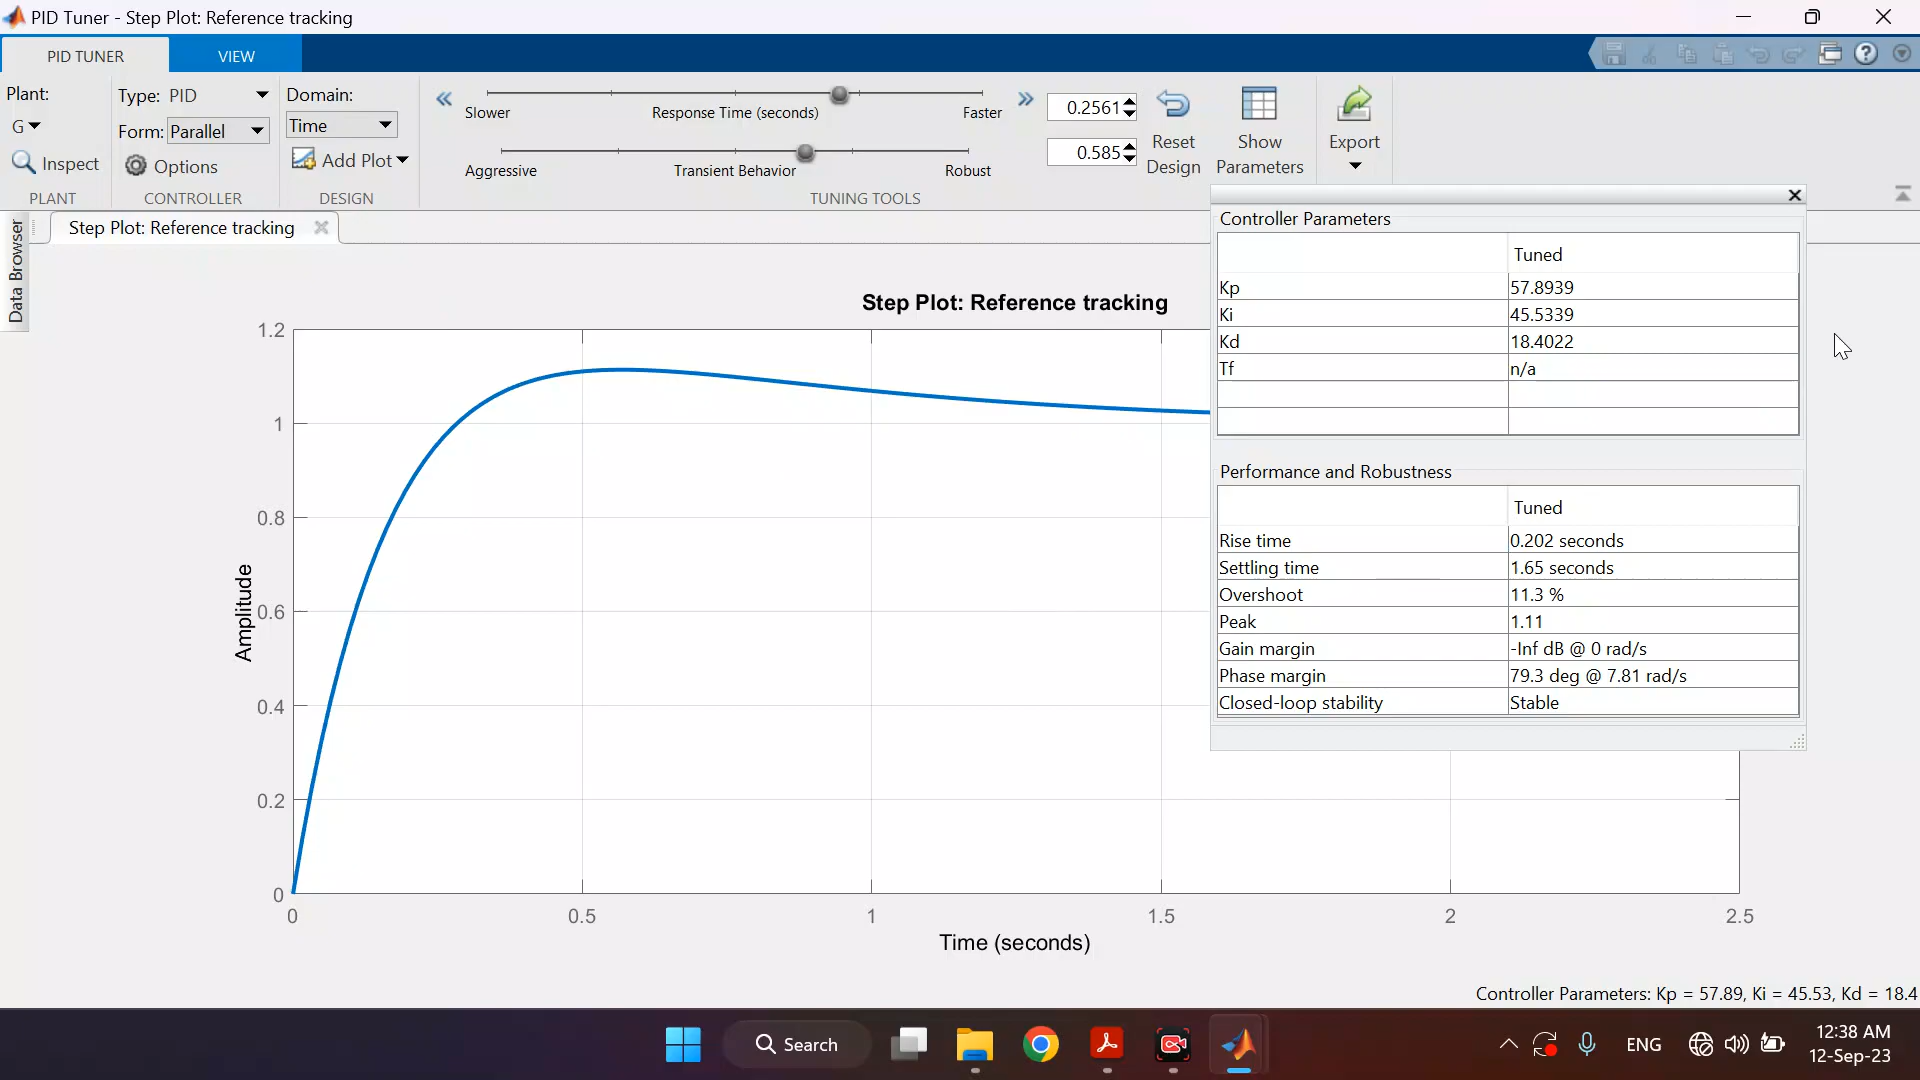 PID Tuner - Step Plot: Reference tracking
PID TUNER
VIEW
Plant:
G
Inspect
PLANT
Type: PID
Form: Parallel
Options
CONTROLLER
Domain:
Time
Add Plot
DESIGN
Slower
Response Time (seconds)
Faster
0.2561
Aggressive
Transient Behavior
Robust
0.585
TUNING TOOLS
Reset
Design
Show
Parameters
Export
Data Browser
Step Plot: Reference tracking
Step Plot: Reference tracking
Amplitude
1.2
1
0.8
0.6
0.4
0.2
0
0
0.5
1
1.5
2
2.5
Time (seconds)
Controller Parameters
Tuned
Kp 57.8939
Ki 45.5339
Kd 18.4022
Tf n/a
Performance and Robustness
Tuned
Rise time 0.202 seconds
Settling time 1.65 seconds
Overshoot 11.3 %
Peak 1.11
Gain margin -Inf dB @ 0 rad/s
Phase margin 79.3 deg @ 7.81 rad/s
Closed-loop stability Stable
Controller Parameters: Kp = 57.89, Ki = 45.53, Kd = 18.4
Search
ENG
12:38 AM
12-Sep-23